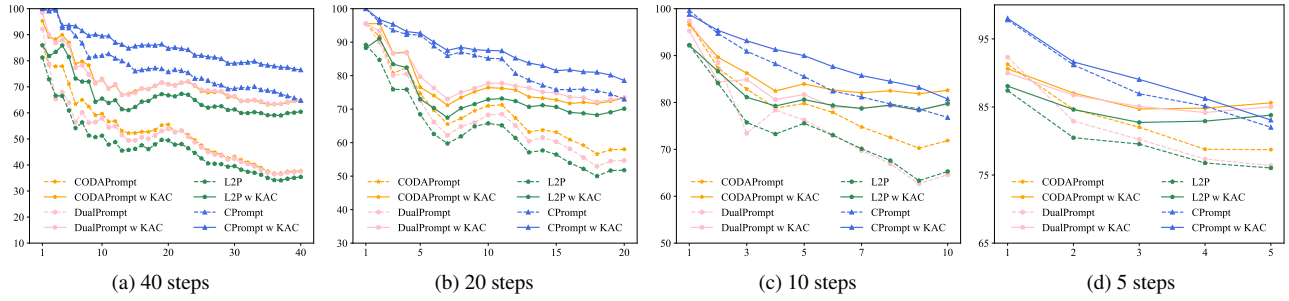 100
90
80
70
60
50
40
30
20
10
1
10
20
30
40
CODAPrompt
CODAPrompt w KAC
DualPrompt
DualPrompt w KAC
L2P
L2P w KAC
CPrompt
CPrompt w KAC
(a) 40 steps
100
90
80
70
60
50
40
30
1
5
10
15
20
CODAPrompt
CODAPrompt w KAC
DualPrompt
DualPrompt w KAC
L2P
L2P w KAC
CPrompt
CPrompt w KAC
(b) 20 steps
100
90
80
70
60
50
1
3
5
7
10
CODAPrompt
CODAPrompt w KAC
DualPrompt
DualPrompt w KAC
L2P
L2P w KAC
CPrompt
CPrompt w KAC
(c) 10 steps
95
85
75
65
1
2
3
4
5
CODAPrompt
CODAPrompt w KAC
DualPrompt
DualPrompt w KAC
L2P
L2P w KAC
CPrompt
CPrompt w KAC
(d) 5 steps